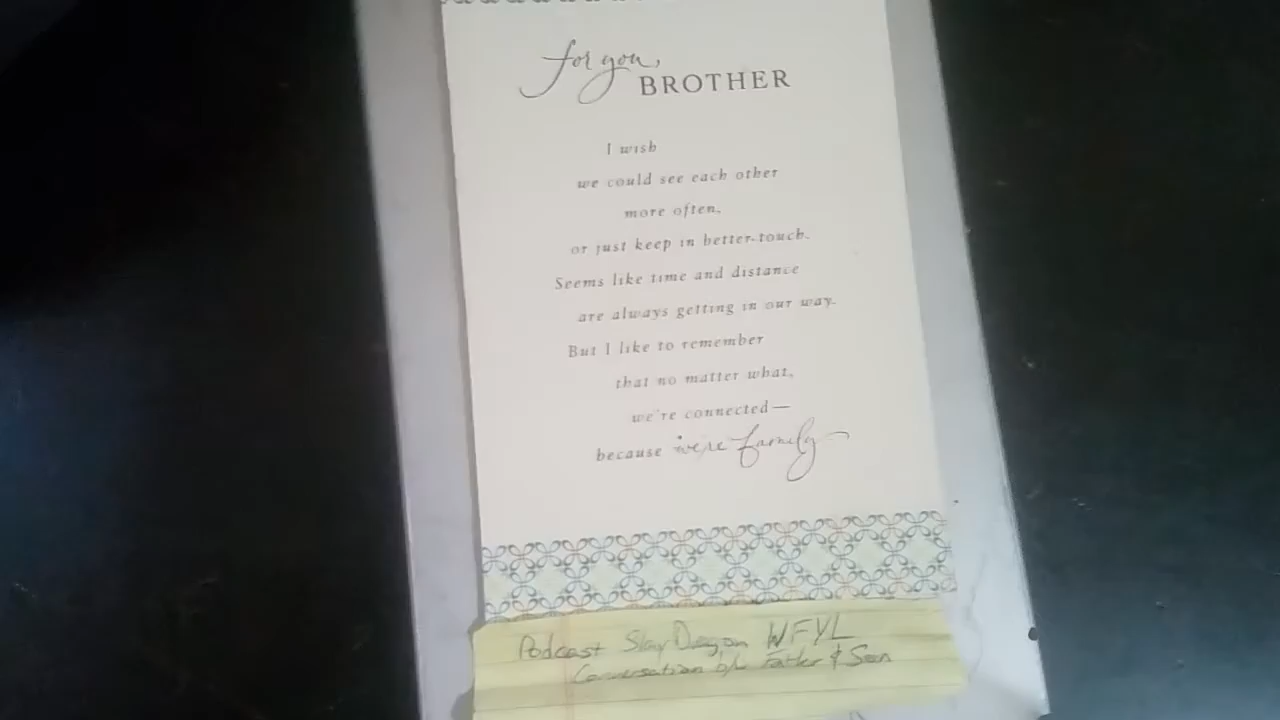 for you,
BROTHER
I wish
we could see each other
more often,
or just keep in better touch.
Seems like time and distance
are always getting in our way.
But I like to remember
that no matter what,
we're connected—
because we're family
Podcast Slay Dragon WFYL
Conversation b/w Father & Son